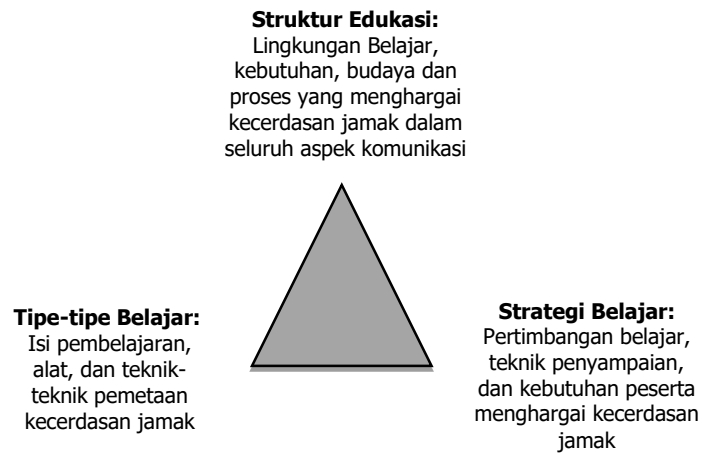 Struktur Edukasi:
Lingkungan Belajar,
kebutuhan, budaya dan
proses yang menghargai
kecerdasan jamak dalam
seluruh aspek komunikasi
Tipe-tipe Belajar:
Isi pembelajaran,
alat, dan teknik-
teknik pemetaan
kecerdasan jamak
Strategi Belajar:
Pertimbangan belajar,
teknik penyampaian,
dan kebutuhan peserta
menghargai kecerdasan
jamak